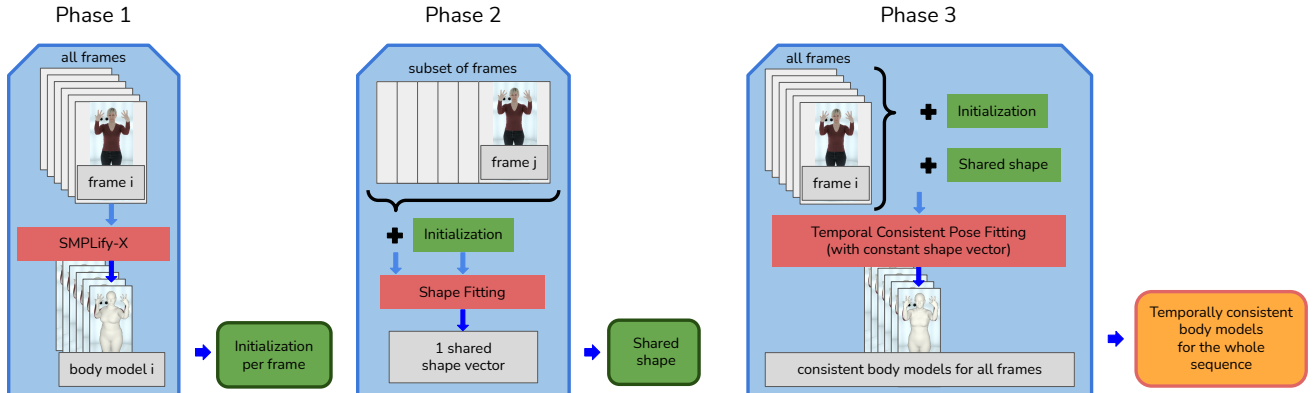 Phase 1
all frames
frame i
SMPLify-X
body model i
Initialization
per frame
Phase 2
subset of frames
frame j
Initialization
Shape Fitting
1 shared
shape vector
Shared
shape
Phase 3
all frames
frame i
Initialization
Shared shape
Temporal Consistent Pose Fitting
(with constant shape vector)
consistent body models for all frames
Temporally consistent
body models
for the whole
sequence